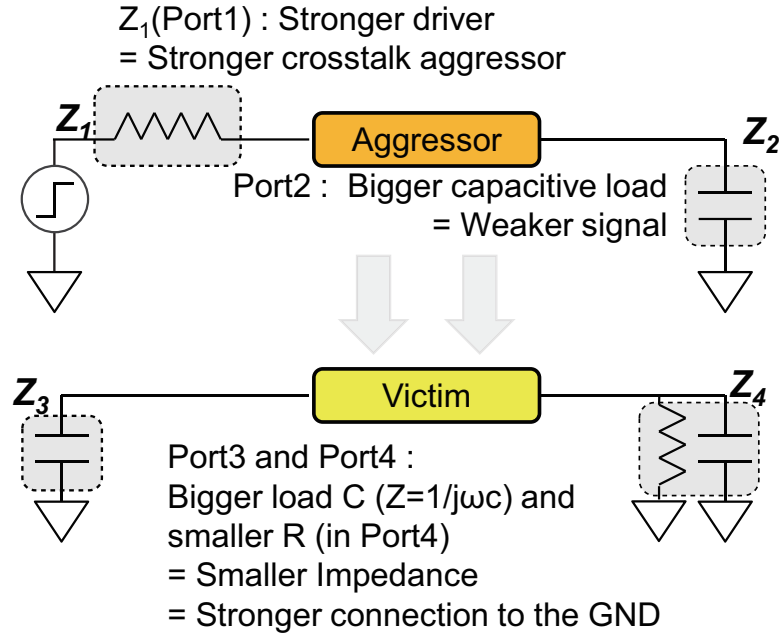 Z₁(Port1) : Stronger driver
= Stronger crosstalk aggressor
Z₁
Aggressor
Z₂
Port2 : Bigger capacitive load
= Weaker signal
Victim
Z₃
Z₄
Port3 and Port4 :
Bigger load C (Z=1/jωc) and
smaller R (in Port4)
= Smaller Impedance
= Stronger connection to the GND